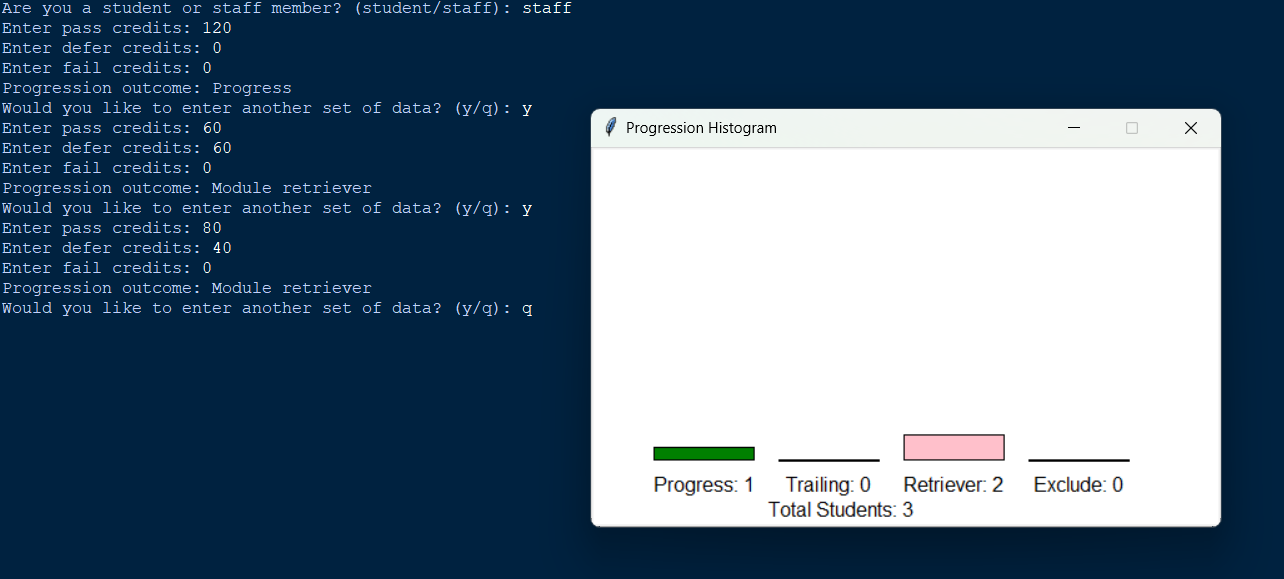 Are you a student or staff member? (student/staff): staff
Enter pass credits: 120
Enter defer credits: 0
Enter fail credits: 0
Progression outcome: Progress
Would you like to enter another set of data? (y/q): y
Enter pass credits: 60
Enter defer credits: 60
Enter fail credits: 0
Progression outcome: Module retriever
Would you like to enter another set of data? (y/q): y
Enter pass credits: 80
Enter defer credits: 40
Enter fail credits: 0
Progression outcome: Module retriever
Would you like to enter another set of data? (y/q): q
Progression Histogram
Progress: 1 Trailing: 0 Retriever: 2 Exclude: 0
Total Students: 3